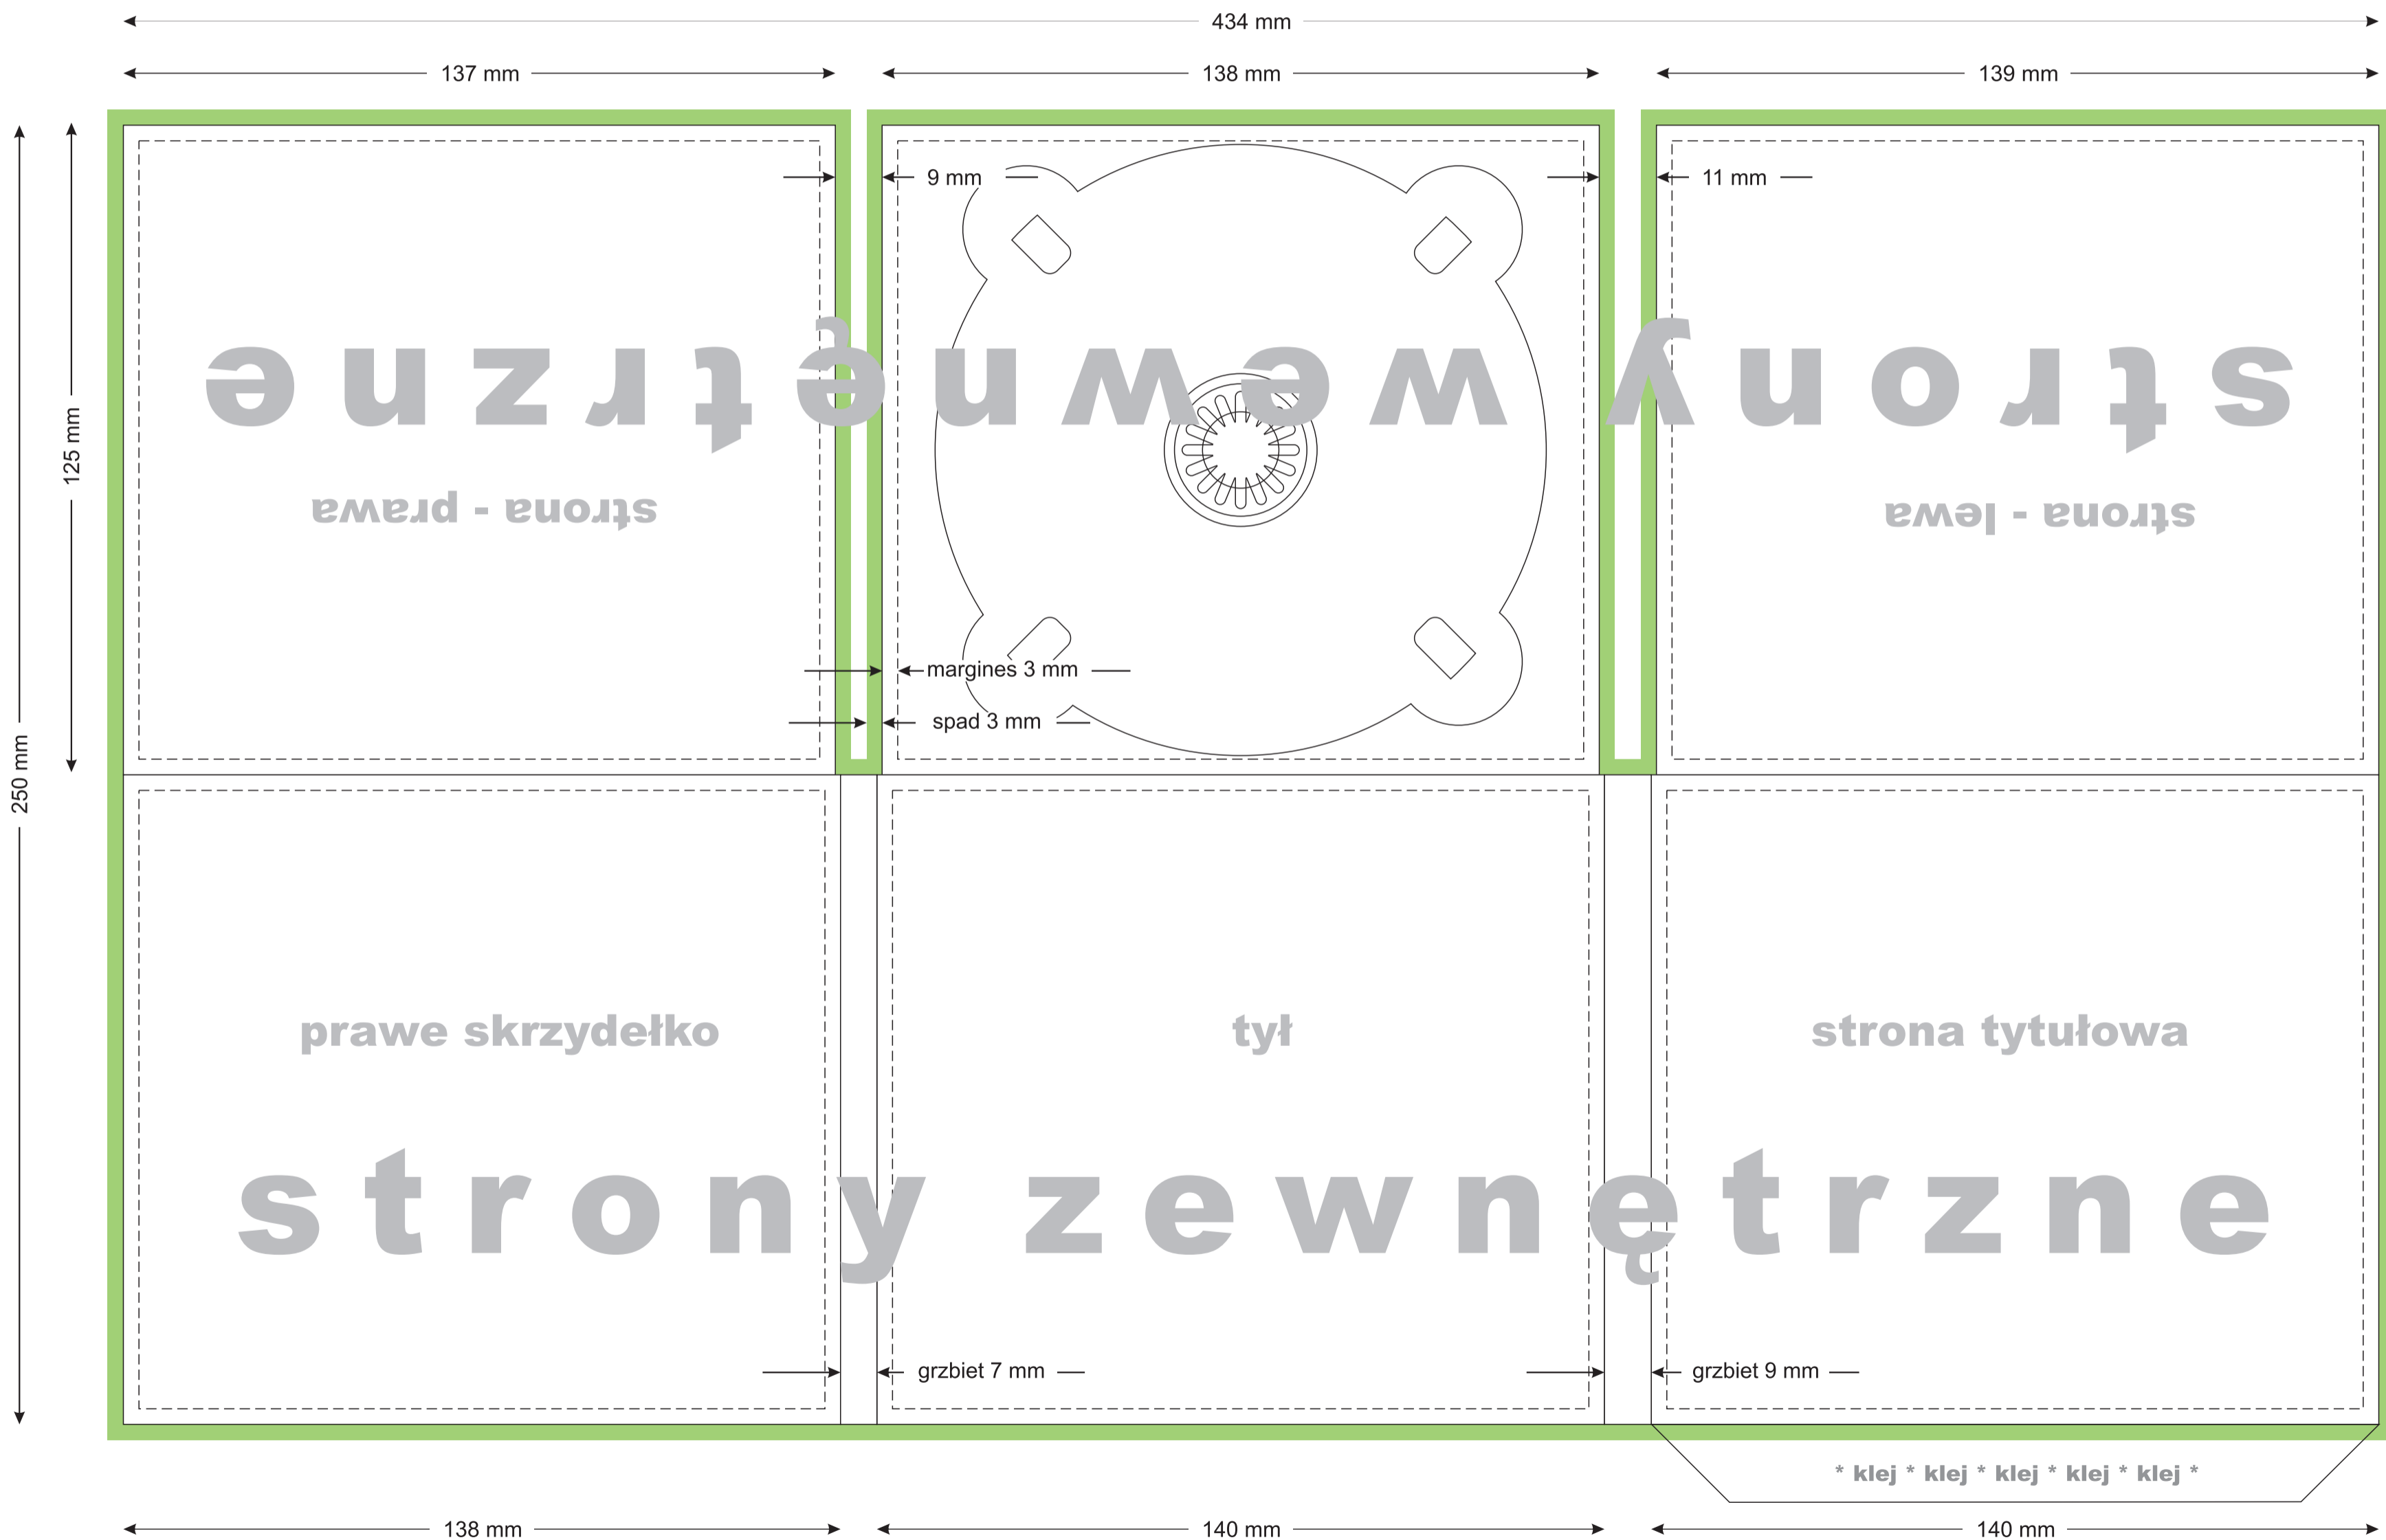 434 mm
137 mm
138 mm
139 mm
9 mm
11 mm
strony wewnętrzne
strona - prawa
strona - lewa
125 mm
250 mm
margines 3 mm
spad 3 mm
prawe skrzydełko
tył
strona tytułowa
strony zewnętrzne
grzbiet 7 mm
grzbiet 9 mm
* klej * klej * klej * klej * klej *
138 mm
140 mm
140 mm